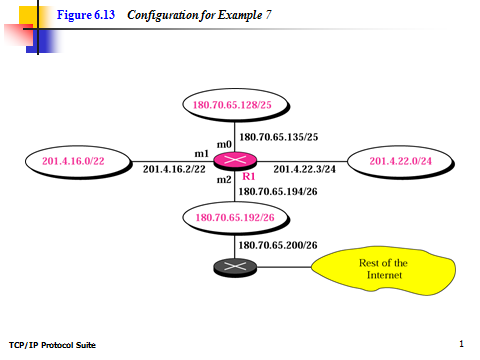 Figure 6.13 Configuration for Example 7
180.70.65.128/25
180.70.65.135/25
m0
m1
201.4.16.0/22
201.4.16.2/22
R1
m2
201.4.22.3/24
201.4.22.0/24
180.70.65.194/26
180.70.65.192/26
180.70.65.200/26
Rest of the
Internet
TCP/IP Protocol Suite
1